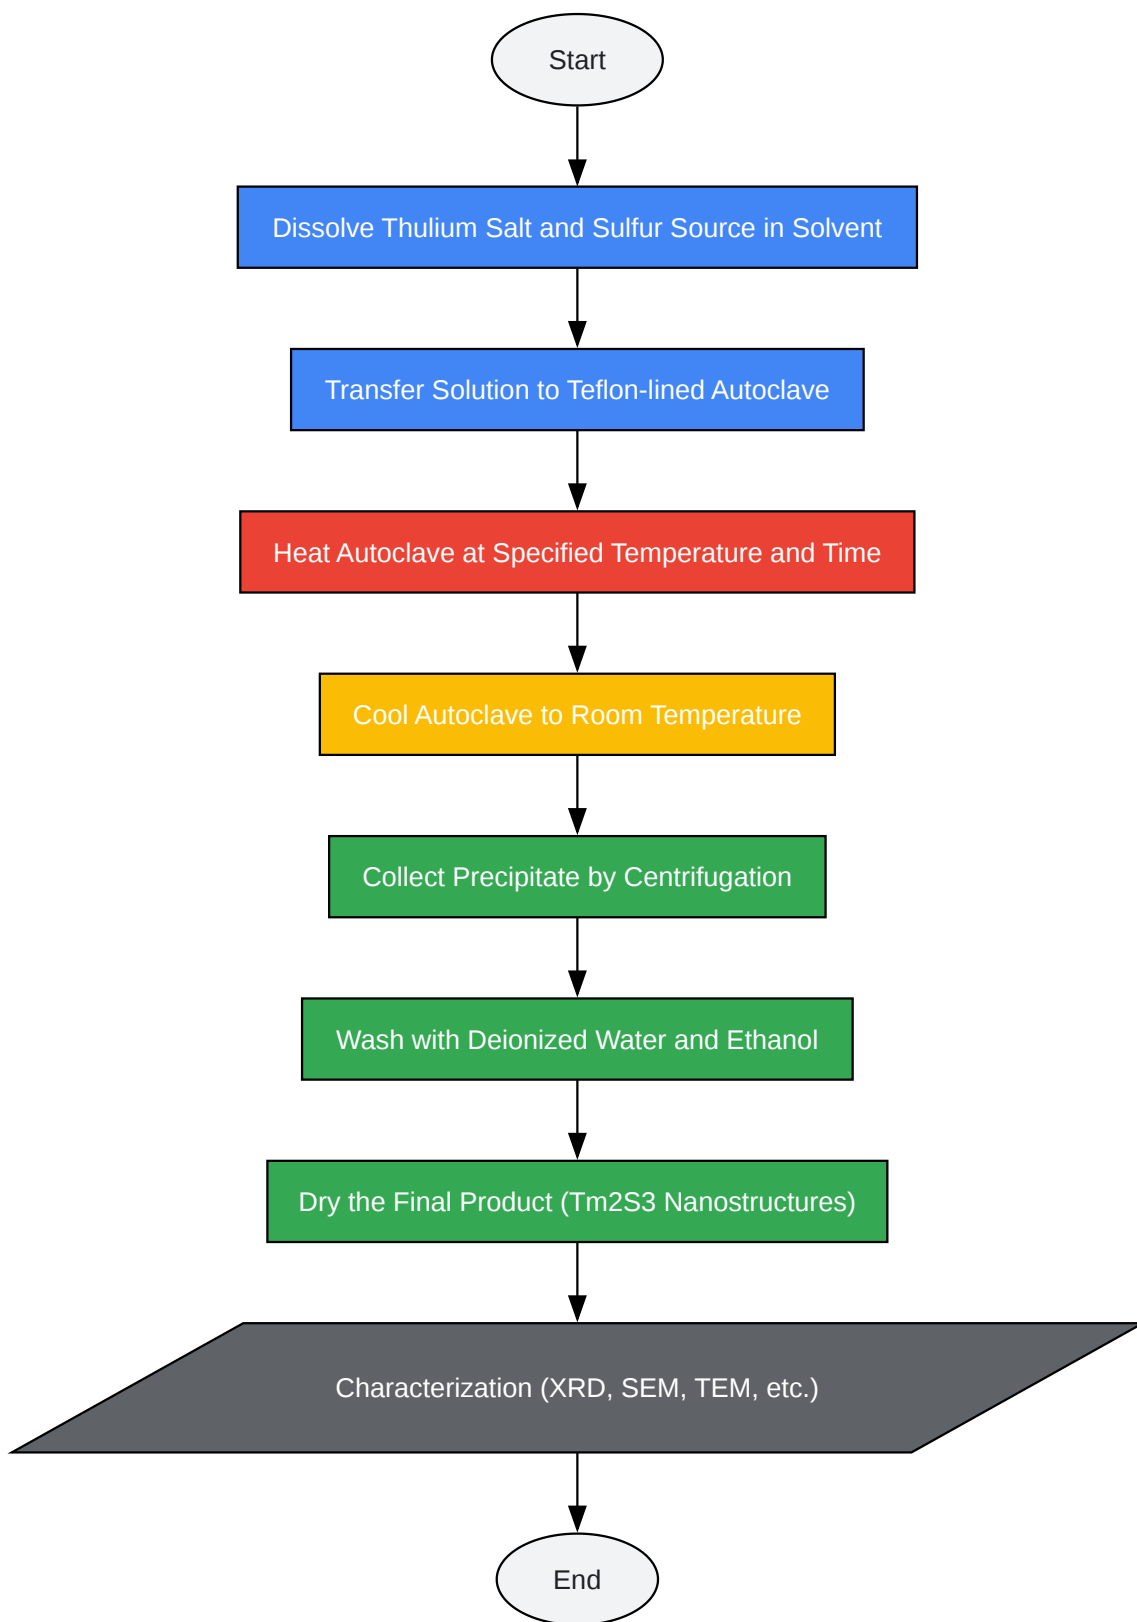 Start
Dissolve Thulium Salt and Sulfur Source in Solvent
Transfer Solution to Teflon-lined Autoclave
Heat Autoclave at Specified Temperature and Time
Cool Autoclave to Room Temperature
Collect Precipitate by Centrifugation
Wash with Deionized Water and Ethanol
Dry the Final Product (Tm2S3 Nanostructures)
Characterization (XRD, SEM, TEM, etc.)
End